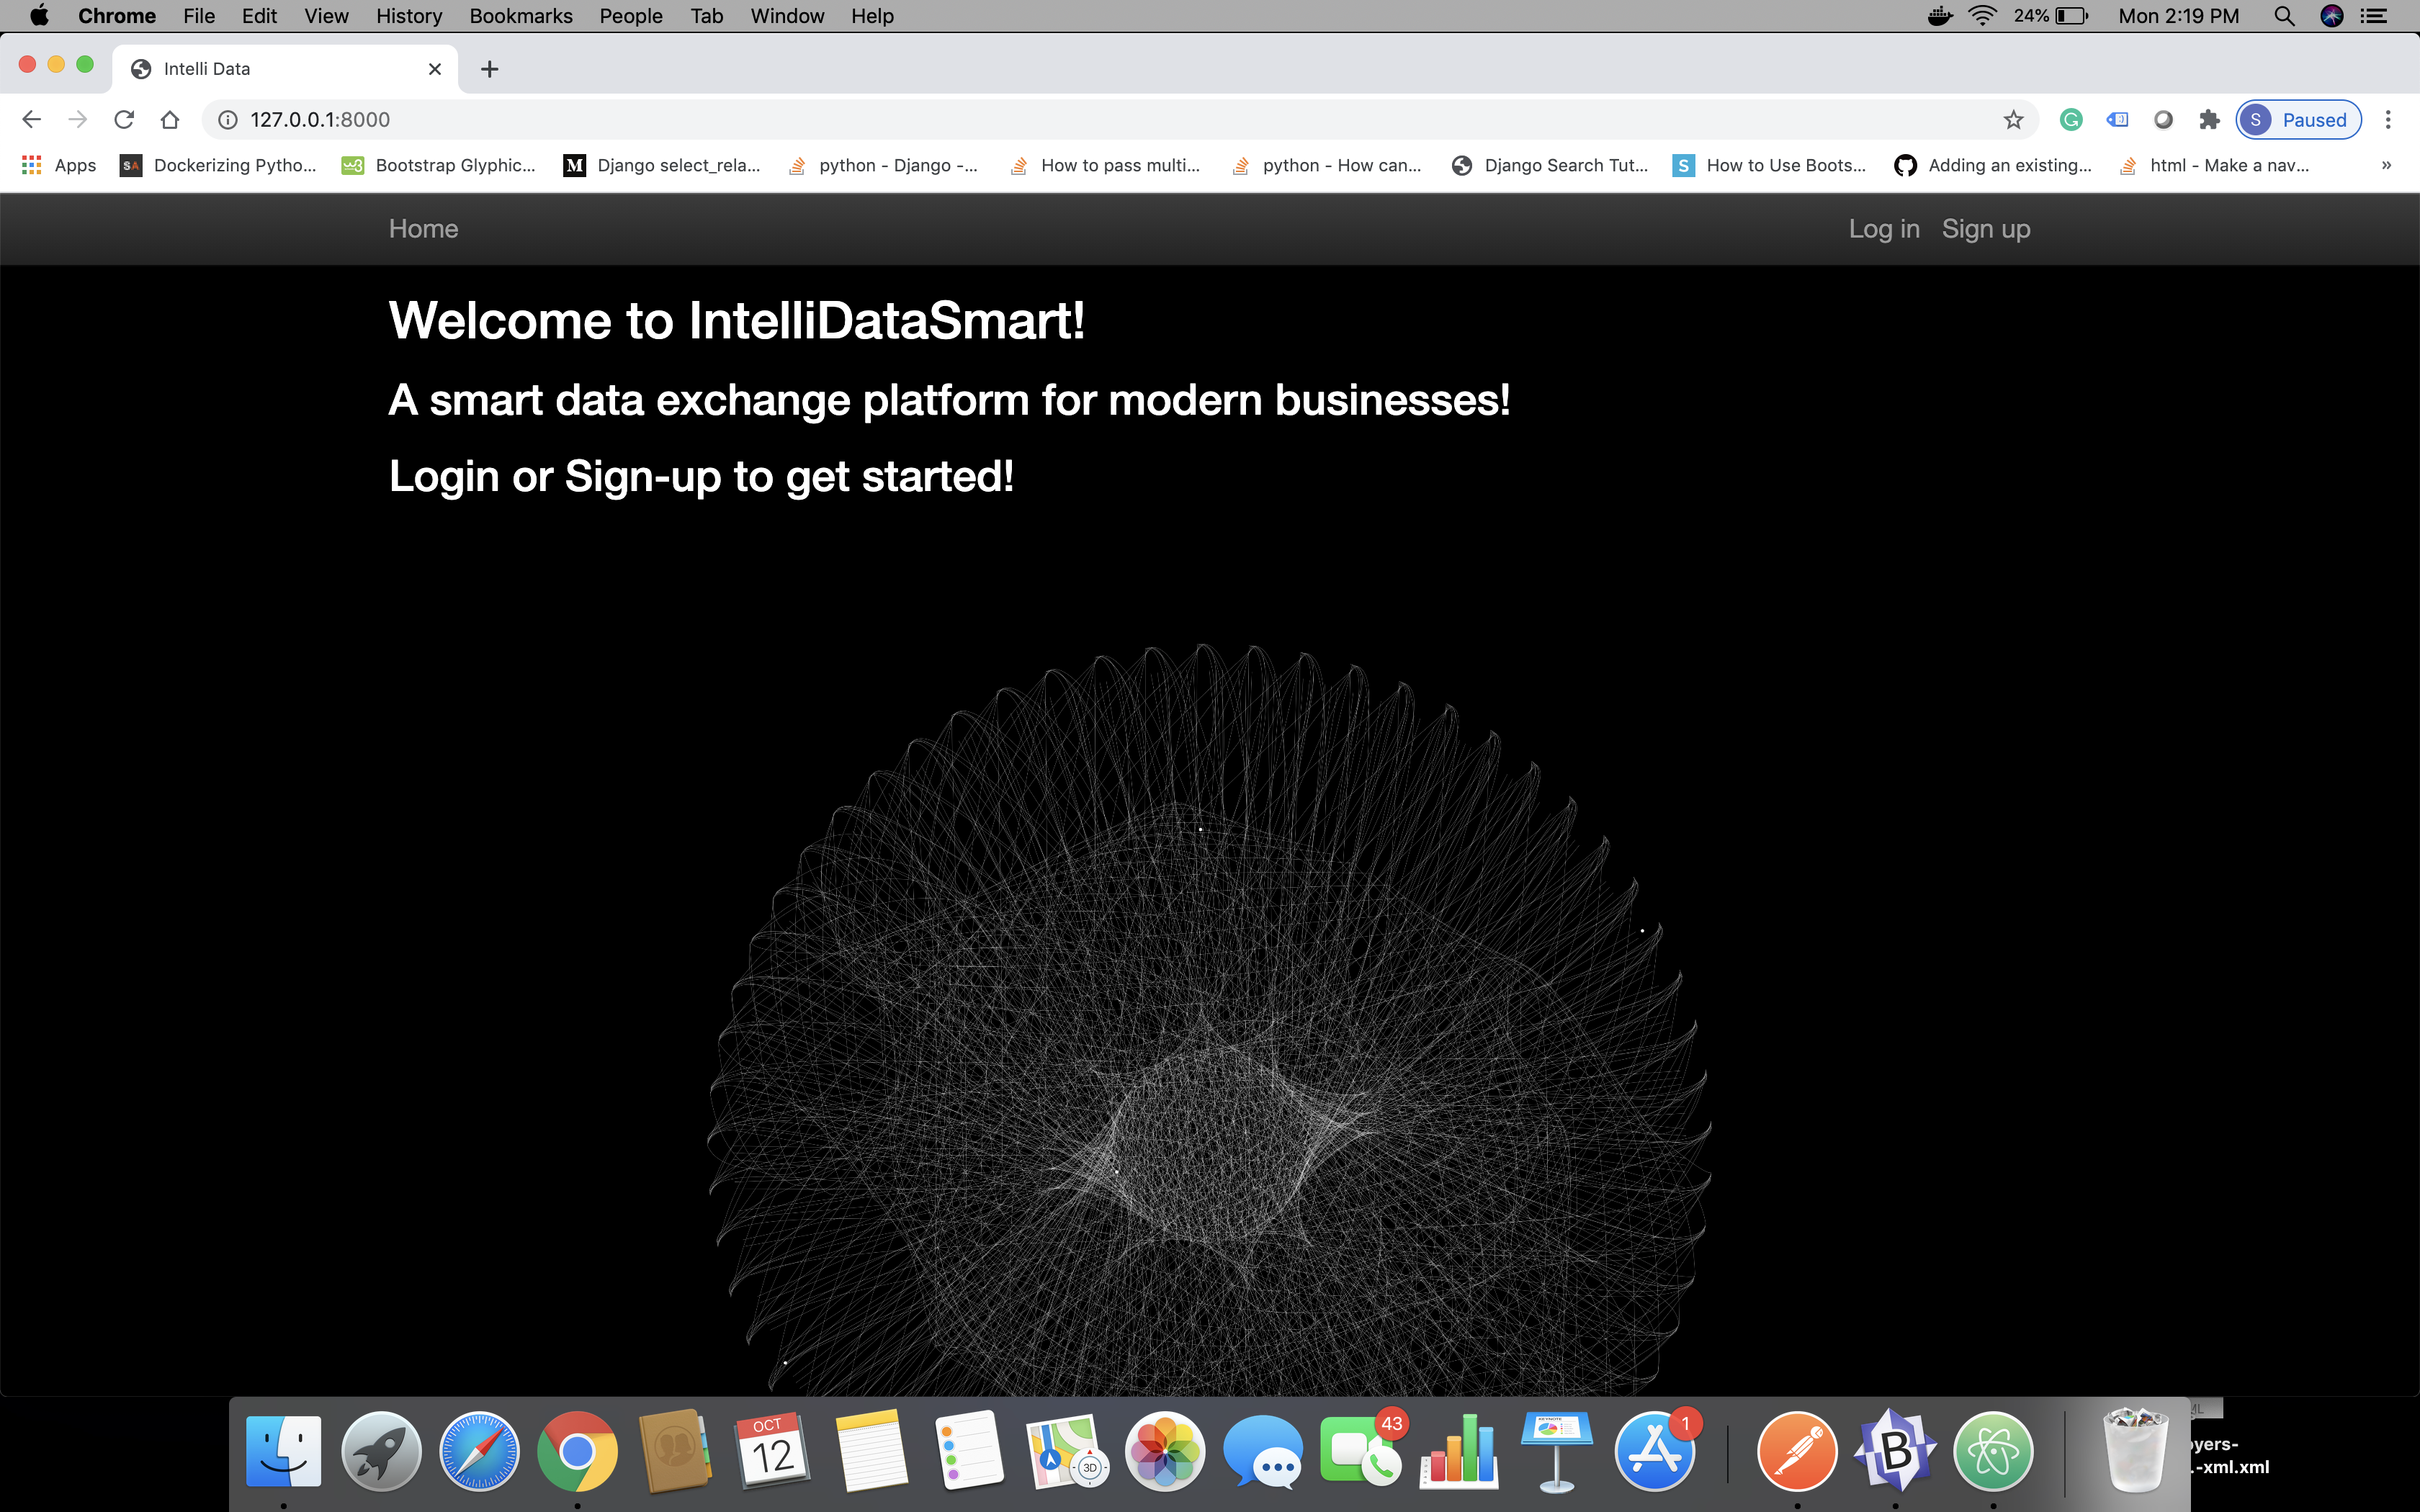 Chrome File Edit View History Bookmarks People Tab Window Help 24% Mon 2:19 PM
Intelli Data
127.0.0.1:8000 S Paused
Apps SA Dockerizing Pytho... w3 Bootstrap Glyphic... M Django select_rela... python - Django -... How to pass multi... python - How can... Django Search Tut... S How to Use Boots... Adding an existing... html - Make a nav... »
Home Log in Sign up
Welcome to IntelliDataSmart!
A smart data exchange platform for modern businesses!
Login or Sign-up to get started!
OCT 43 1
12 3D B
-xml.xml